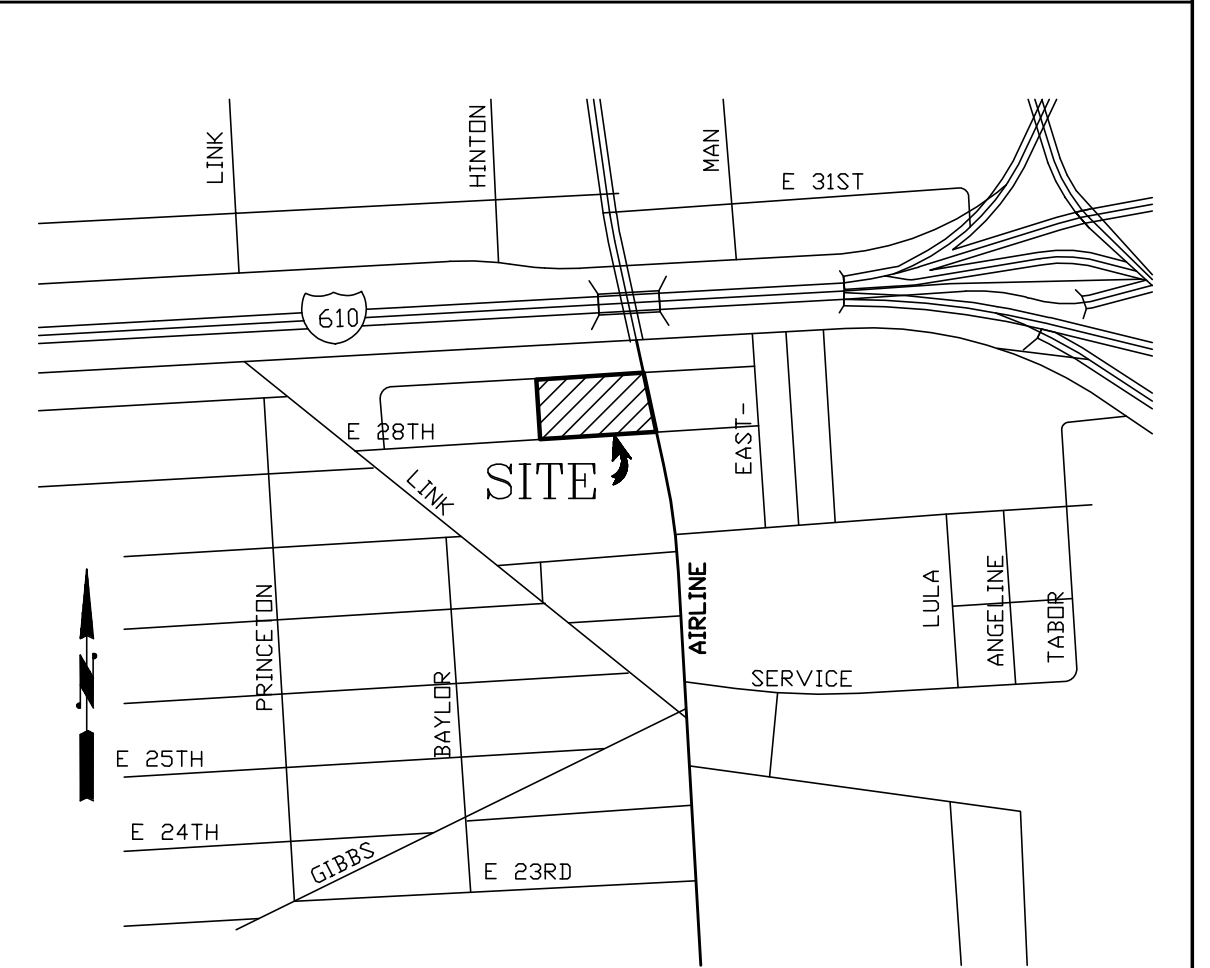 LINK
HINTON
MAN
E 31ST
610
E 28TH
EAST-
LINK
SITE
AIRLINE
PRINCETON
BAYLOR
LULA
ANGELINE
TABOR
N
SERVICE
E 25TH
E 24TH
GIBBS
E 23RD